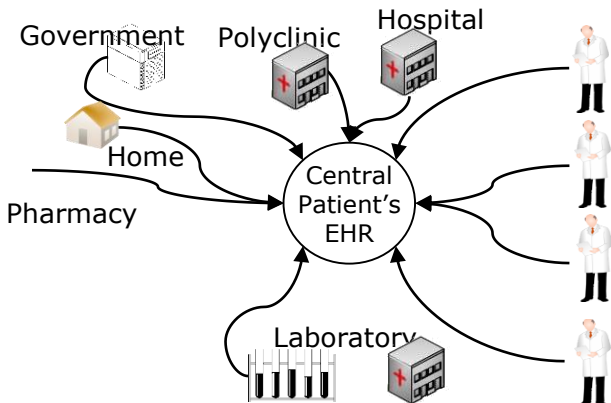 Government
Polyclinic
Hospital
Home
Pharmacy
Central
Patient's
EHR
Laboratory